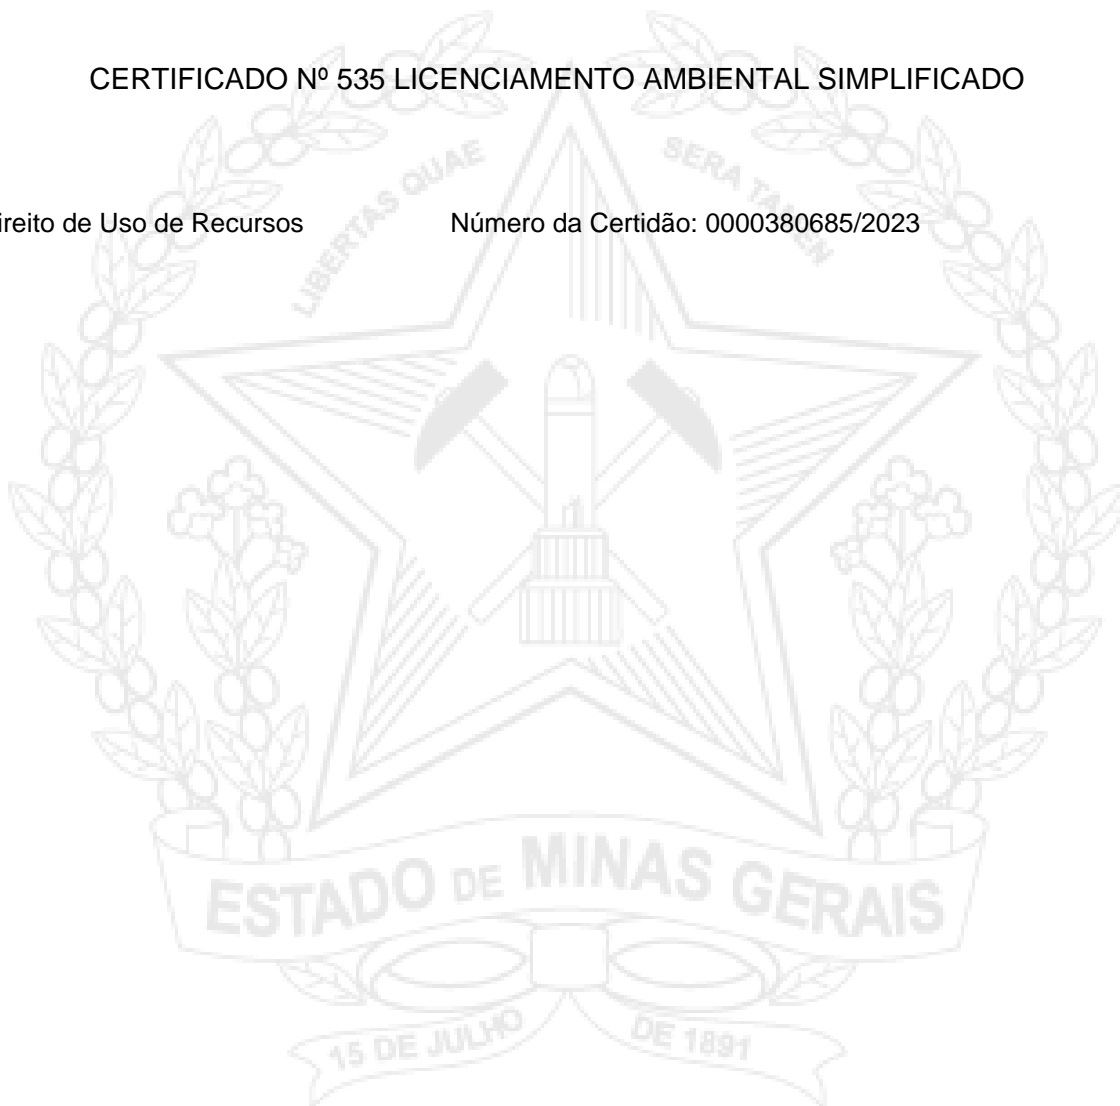 CERTIFICADO Nº 535 LICENCIAMENTO AMBIENTAL SIMPLIFICADO
LIBERTAS QUAE SERA TAMEN
ireito de Uso de Recursos Número da Certidão: 0000380685/2023
ESTADO DE MINAS GERAIS
15 DE JULHO DE 1891